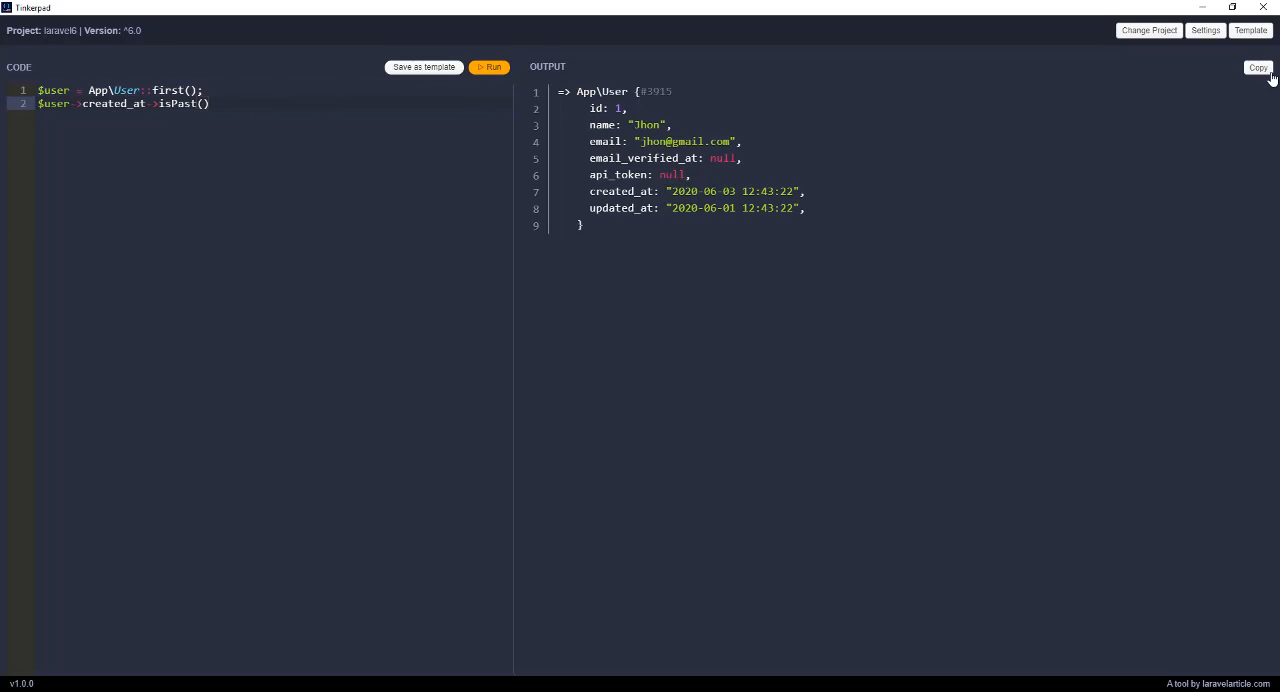 Tinkerpad
Project: laravel6 | Version: ^6.0
Change Project
Settings
Template
CODE
Save as template
Run
1 $user = App\User::first();
2 $user->created_at->isPast()
OUTPUT
Copy
1 => App\User {#3915
2 id: 1,
3 name: "Jhon",
4 email: "jhon@gmail.com",
5 email_verified_at: null,
6 api_token: null,
7 created_at: "2020-06-03 12:43:22",
8 updated_at: "2020-06-01 12:43:22",
9 }
v1.0.0
A tool by laravelarticle.com